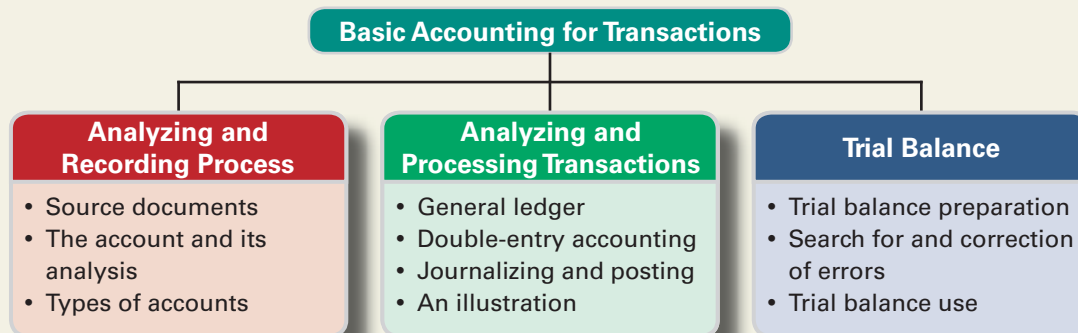 Basic Accounting for Transactions
Analyzing and
Recording Process
• Source documents
• The account and its
analysis
• Types of accounts
Analyzing and
Processing Transactions
• General ledger
• Double-entry accounting
• Journalizing and posting
• An illustration
Trial Balance
• Trial balance preparation
• Search for and correction
of errors
• Trial balance use